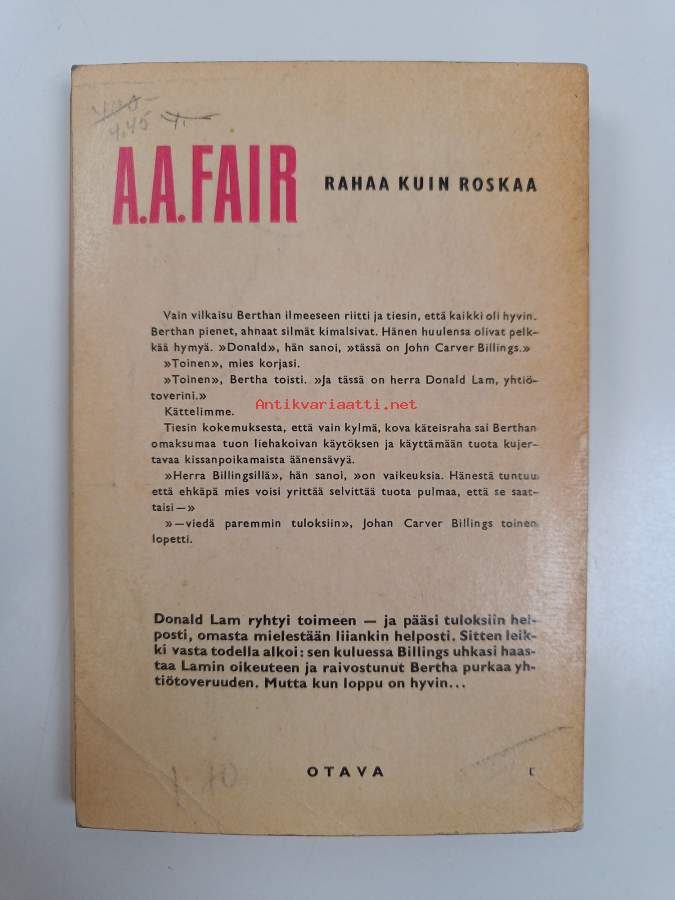 4.45
A.A.FAIR RAHAA KUIN ROSKAA
Vain vilkaisu Berthan ilmeeseen riitti ja tiesin, että kaikki oli hyvin.
Berthan pienet, ahnaat silmät kimalsivat. Hänen huulensa olivat pelk-
kää hymyä. »Donald», hän sanoi, »tässä on John Carver Billings.»
»Toinen», mies korjasi.
»Toinen», Bertha toisti. »Ja tässä on herra Donald Lam, yhtiö-
toverini.»
Antikvariaatti.net
Kättelimme.
Tiesin kokemuksesta, että vain kylmä, kova käteisraha sai Berthan
omaksumaa tuon liehakoivan käytöksen ja käyttämään tuota kujer-
tavaa kissanpoikamaista äänensävyä.
»Herra Billingsillä», hän sanoi, »on vaikeuksia. Hänestä tuntuu
että ehkäpä mies voisi yrittää selvittää tuota pulmaa, että se saat-
taisi —»
»—viedä paremmin tuloksiin», Johan Carver Billings toinen
lopetti.
Donald Lam ryhtyi toimeen — ja pääsi tuloksiin hel-
posti, omasta mielestään liiankin helposti. Sitten leik-
ki vasta todella alkoi: sen kuluessa Billings uhkasi haas-
taa Lamin oikeuteen ja raivostunut Bertha purkaa yh-
tiötoveruuden. Mutta kun loppu on hyvin...
OTAVA